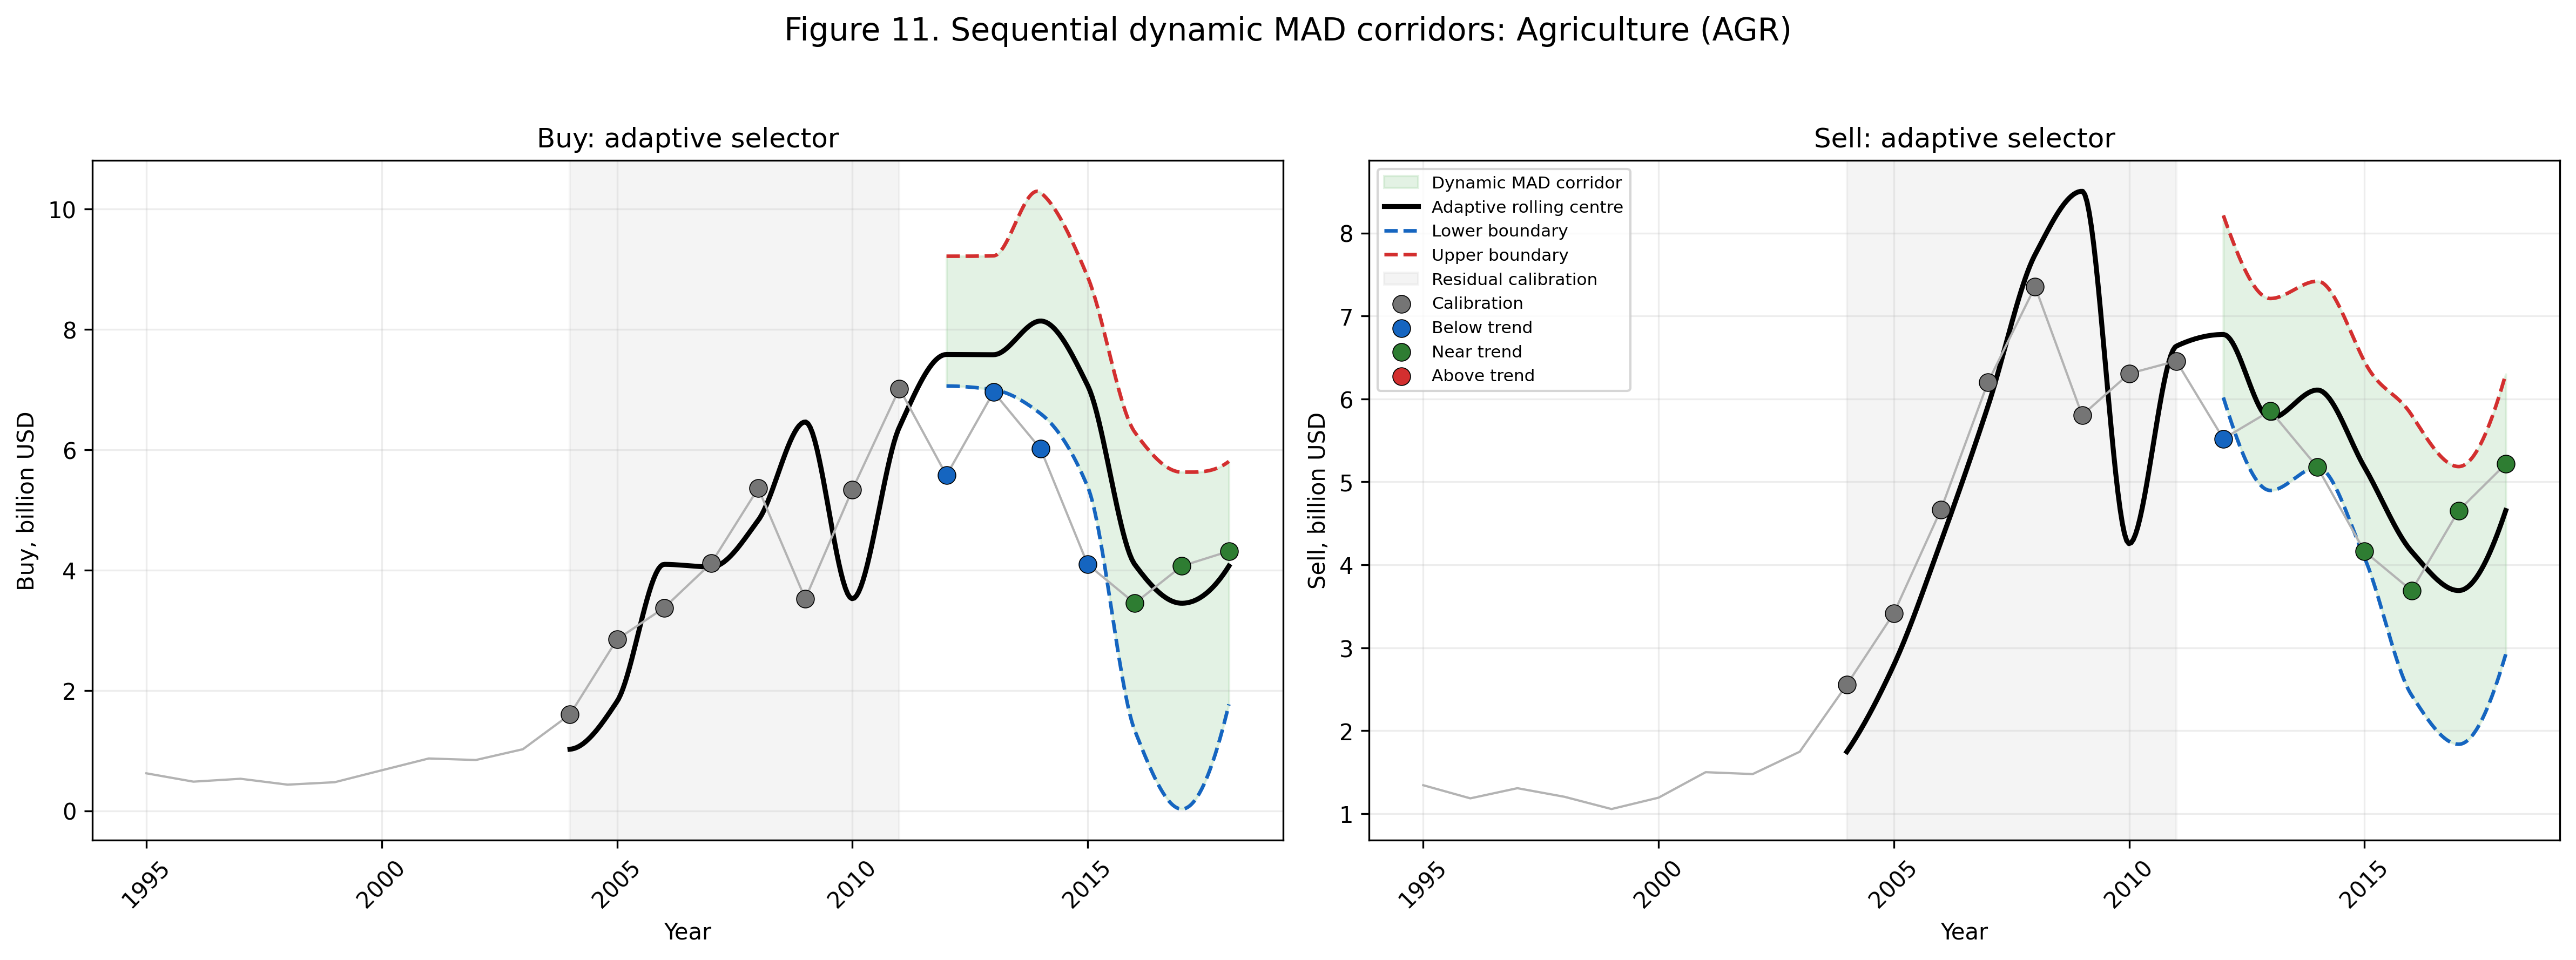 Figure 11. Sequential dynamic MAD corridors: Agriculture (AGR)
Buy: adaptive selector
Buy, billion USD
10
8
6
4
2
0
1995
2000
2005
2010
2015
Year
Sell: adaptive selector
Sell, billion USD
8
7
6
5
4
3
2
1
Dynamic MAD corridor
Adaptive rolling centre
Lower boundary
Upper boundary
Residual calibration
Calibration
Below trend
Near trend
Above trend
1995
2000
2005
2010
2015
Year